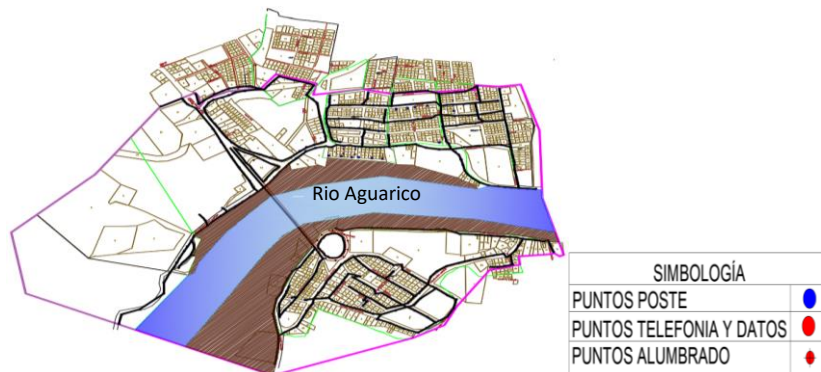 Rio Aguarico
SIMBOLOGÍA
PUNTOS POSTE
PUNTOS TELEFONIA Y DATOS
PUNTOS ALUMBRADO